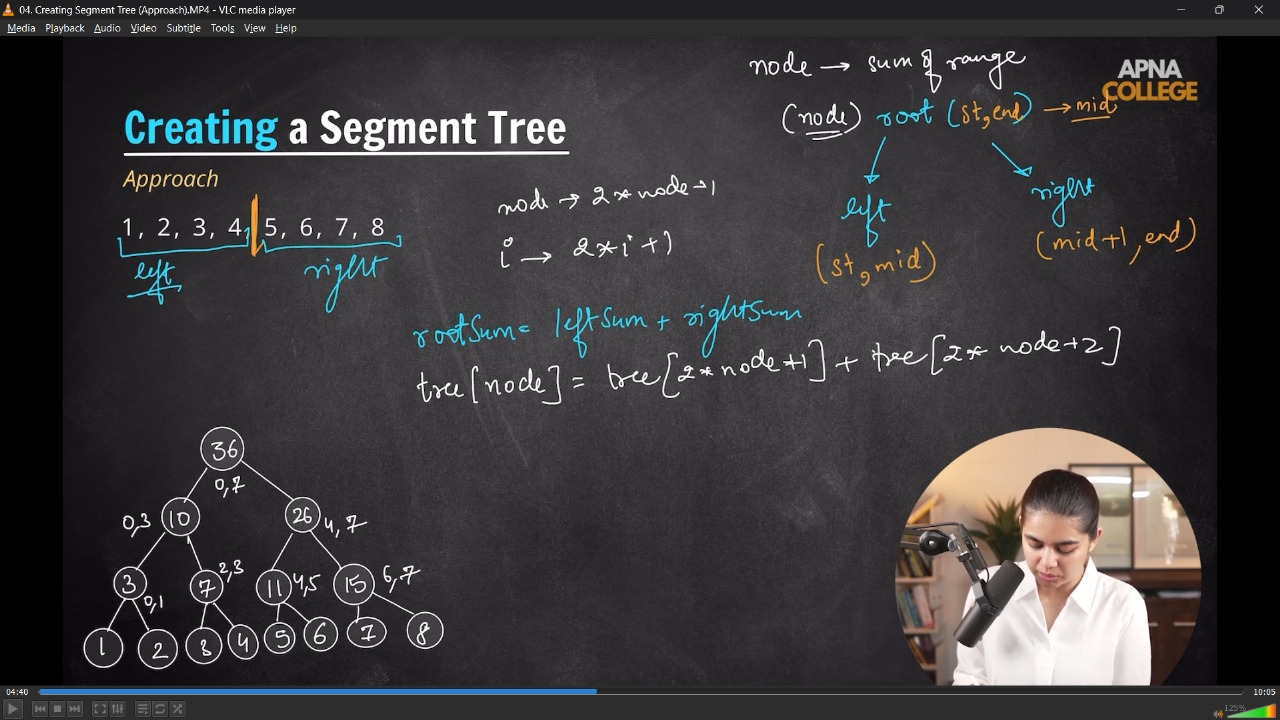 04. Creating Segment Tree (Approach).MP4 - VLC media player
Media Playback Audio Video Subtitle Tools View Help
node → sum of range
APNA
COLLEGE
(node) root (st, end) → mid
Creating a Segment Tree
Approach
1, 2, 3, 4, 5, 6, 7, 8
left right
node → 2*node+1
i → 2*i+1
left right
(st, mid) (mid+1, end)
rootSum= leftSum + rightSum
tree[node] = tree[2*node+1] + tree[2*node+2]
36
0,7
0,3 10 26 4,7
3 0,1 7 2,3 11 4,5 15 6,7
1 2 3 4 5 6 7 8
04:40 10:05
125%